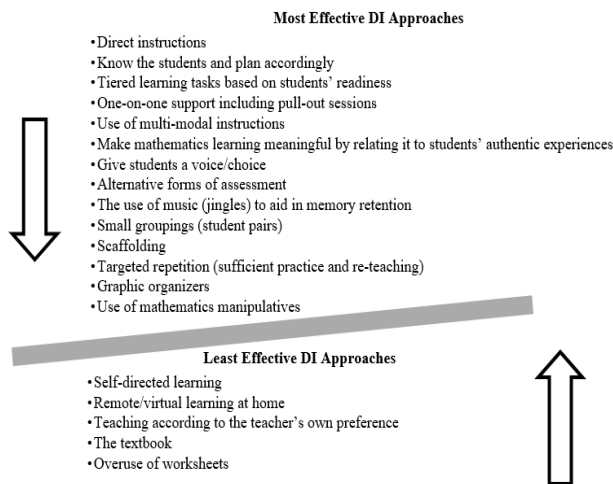 Most Effective DI Approaches
•Direct instructions
•Know the students and plan accordingly
•Tiered learning tasks based on students’ readiness
•One-on-one support including pull-out sessions
•Use of multi-modal instructions
•Make mathematics learning meaningful by relating it to students’ authentic experiences
•Give students a voice/choice
•Alternative forms of assessment
•The use of music (jingles) to aid in memory retention
•Small groupings (student pairs)
•Scaffolding
•Targeted repetition (sufficient practice and re-teaching)
•Graphic organizers
•Use of mathematics manipulatives
Least Effective DI Approaches
•Self-directed learning
•Remote/virtual learning at home
•Teaching according to the teacher’s own preference
•The textbook
•Overuse of worksheets